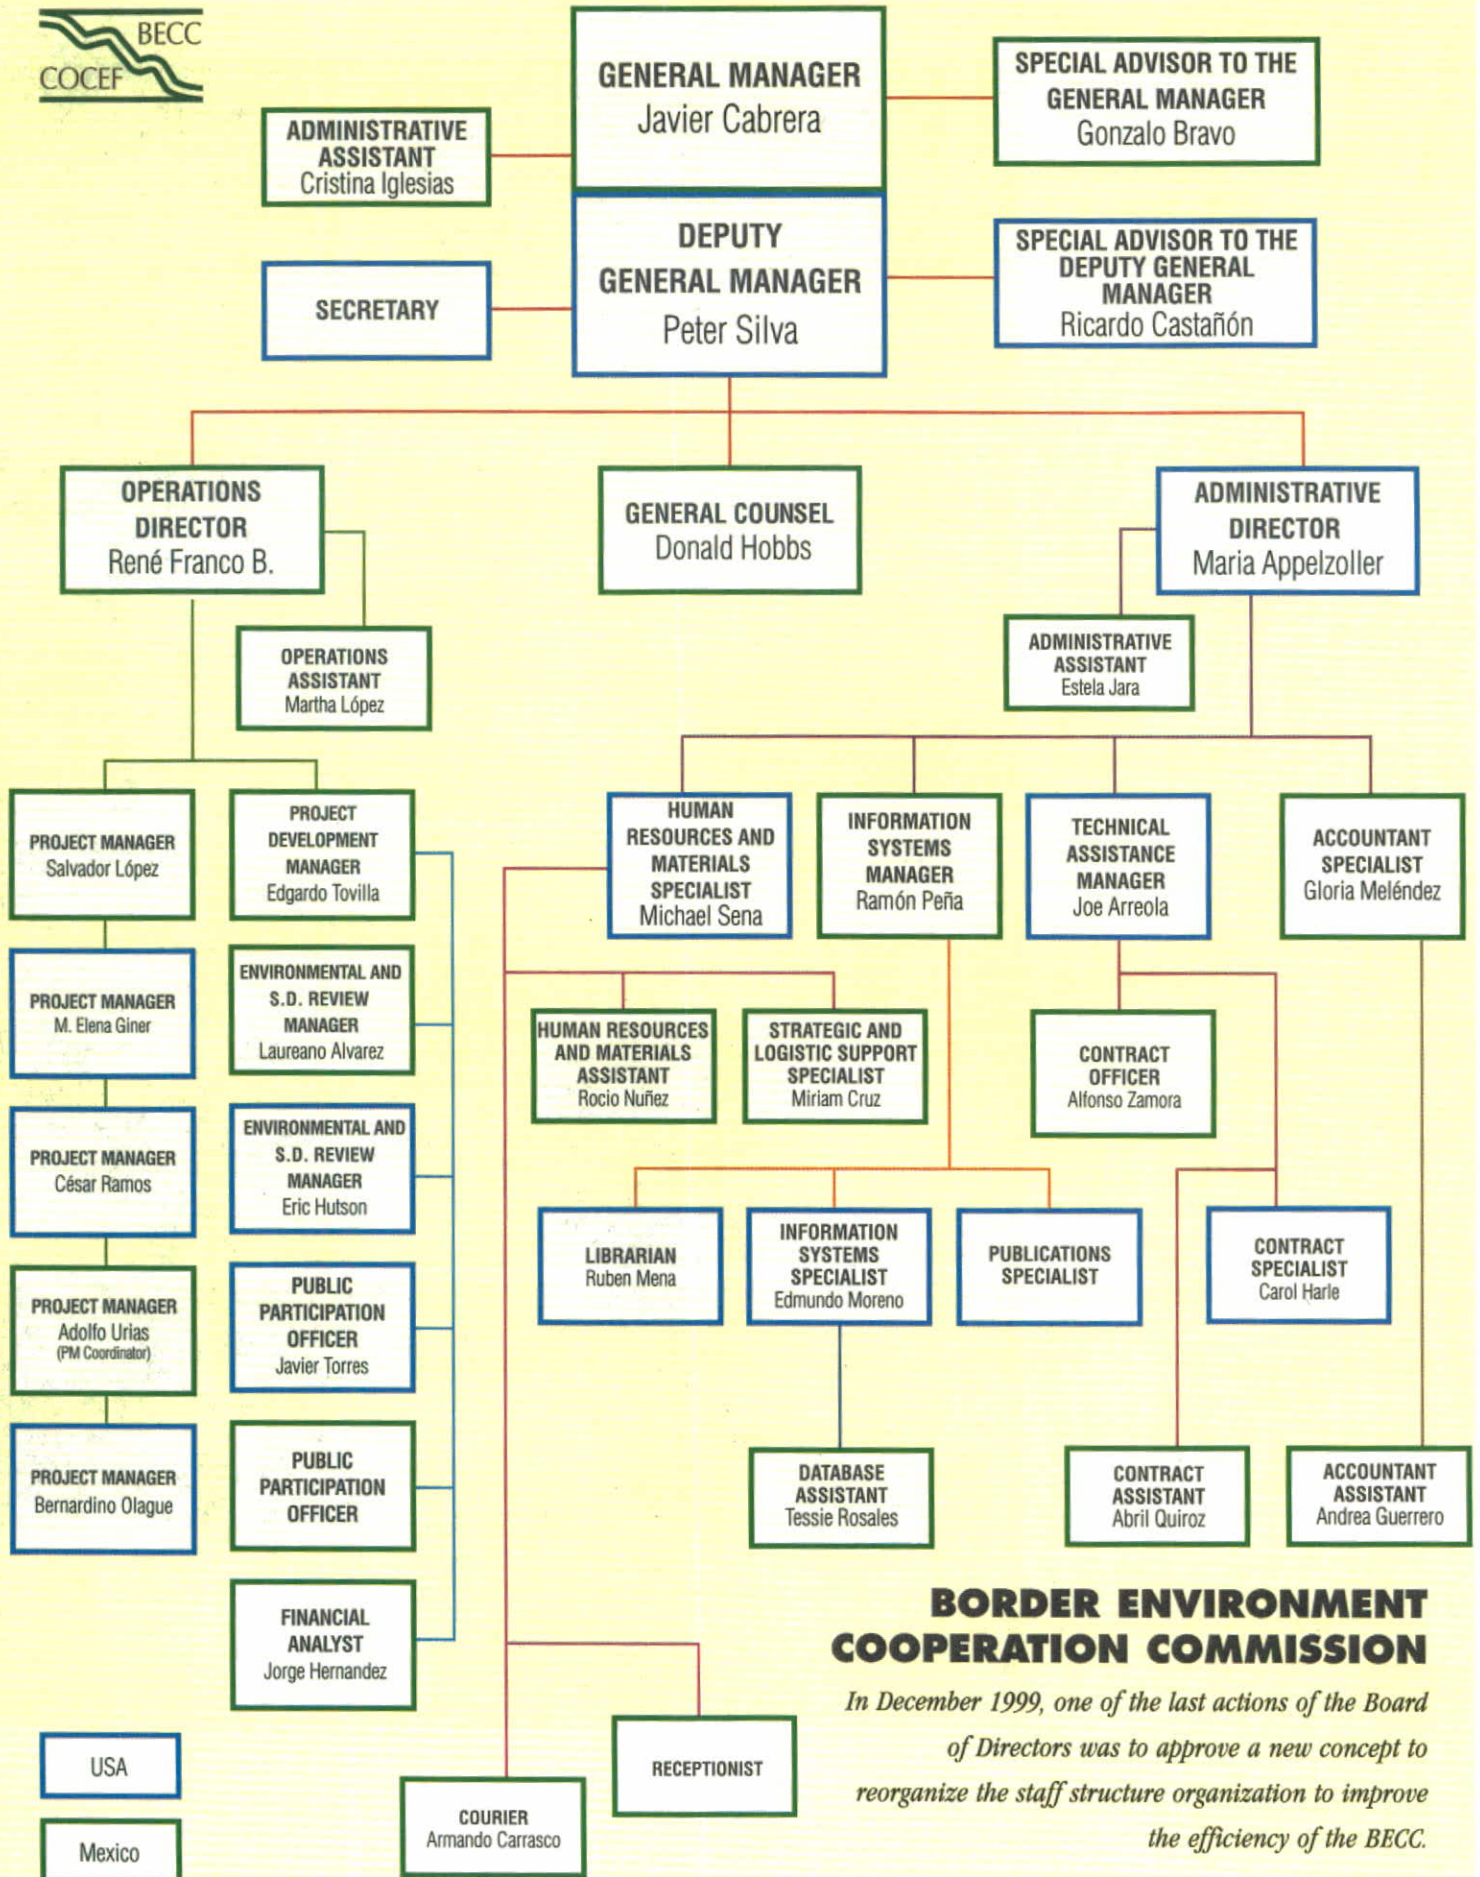 BECC
COCEF
GENERAL MANAGER
Javier Cabrera
SPECIAL ADVISOR TO THE
GENERAL MANAGER
Gonzalo Bravo
ADMINISTRATIVE
ASSISTANT
Cristina Iglesias
DEPUTY
GENERAL MANAGER
Peter Silva
SPECIAL ADVISOR TO THE
DEPUTY GENERAL
MANAGER
Ricardo Castañón
SECRETARY
OPERATIONS
DIRECTOR
René Franco B.
GENERAL COUNSEL
Donald Hobbs
ADMINISTRATIVE
DIRECTOR
Maria Appelzoller
OPERATIONS
ASSISTANT
Martha López
ADMINISTRATIVE
ASSISTANT
Estela Jara
PROJECT MANAGER
Salvador López
PROJECT
DEVELOPMENT
MANAGER
Edgardo Tovilla
HUMAN
RESOURCES AND
MATERIALS
SPECIALIST
Michael Sena
INFORMATION
SYSTEMS
MANAGER
Ramón Peña
TECHNICAL
ASSISTANCE
MANAGER
Joe Arreola
ACCOUNTANT
SPECIALIST
Gloria Meléndez
PROJECT MANAGER
M. Elena Giner
ENVIRONMENTAL AND
S.D. REVIEW
MANAGER
Laureano Alvarez
HUMAN RESOURCES
AND MATERIALS
ASSISTANT
Rocio Nuñez
STRATEGIC AND
LOGISTIC SUPPORT
SPECIALIST
Miriam Cruz
CONTRACT
OFFICER
Alfonso Zamora
PROJECT MANAGER
César Ramos
ENVIRONMENTAL AND
S.D. REVIEW
MANAGER
Eric Hutson
LIBRARIAN
Ruben Mena
INFORMATION
SYSTEMS
SPECIALIST
Edmundo Moreno
PUBLICATIONS
SPECIALIST
CONTRACT
SPECIALIST
Carol Harle
PROJECT MANAGER
Adolfo Urias
(PM Coordinator)
PUBLIC
PARTICIPATION
OFFICER
Javier Torres
PROJECT MANAGER
Bernardino Olague
PUBLIC
PARTICIPATION
OFFICER
DATABASE
ASSISTANT
Tessie Rosales
CONTRACT
ASSISTANT
Abril Quiroz
ACCOUNTANT
ASSISTANT
Andrea Guerrero
FINANCIAL
ANALYST
Jorge Hernandez
BORDER ENVIRONMENT
COOPERATION COMMISSION
In December 1999, one of the last actions of the Board
of Directors was to approve a new concept to
reorganize the staff structure organization to improve
the efficiency of the BECC.
USA
Mexico
RECEPTIONIST
COURIER
Armando Carrasco